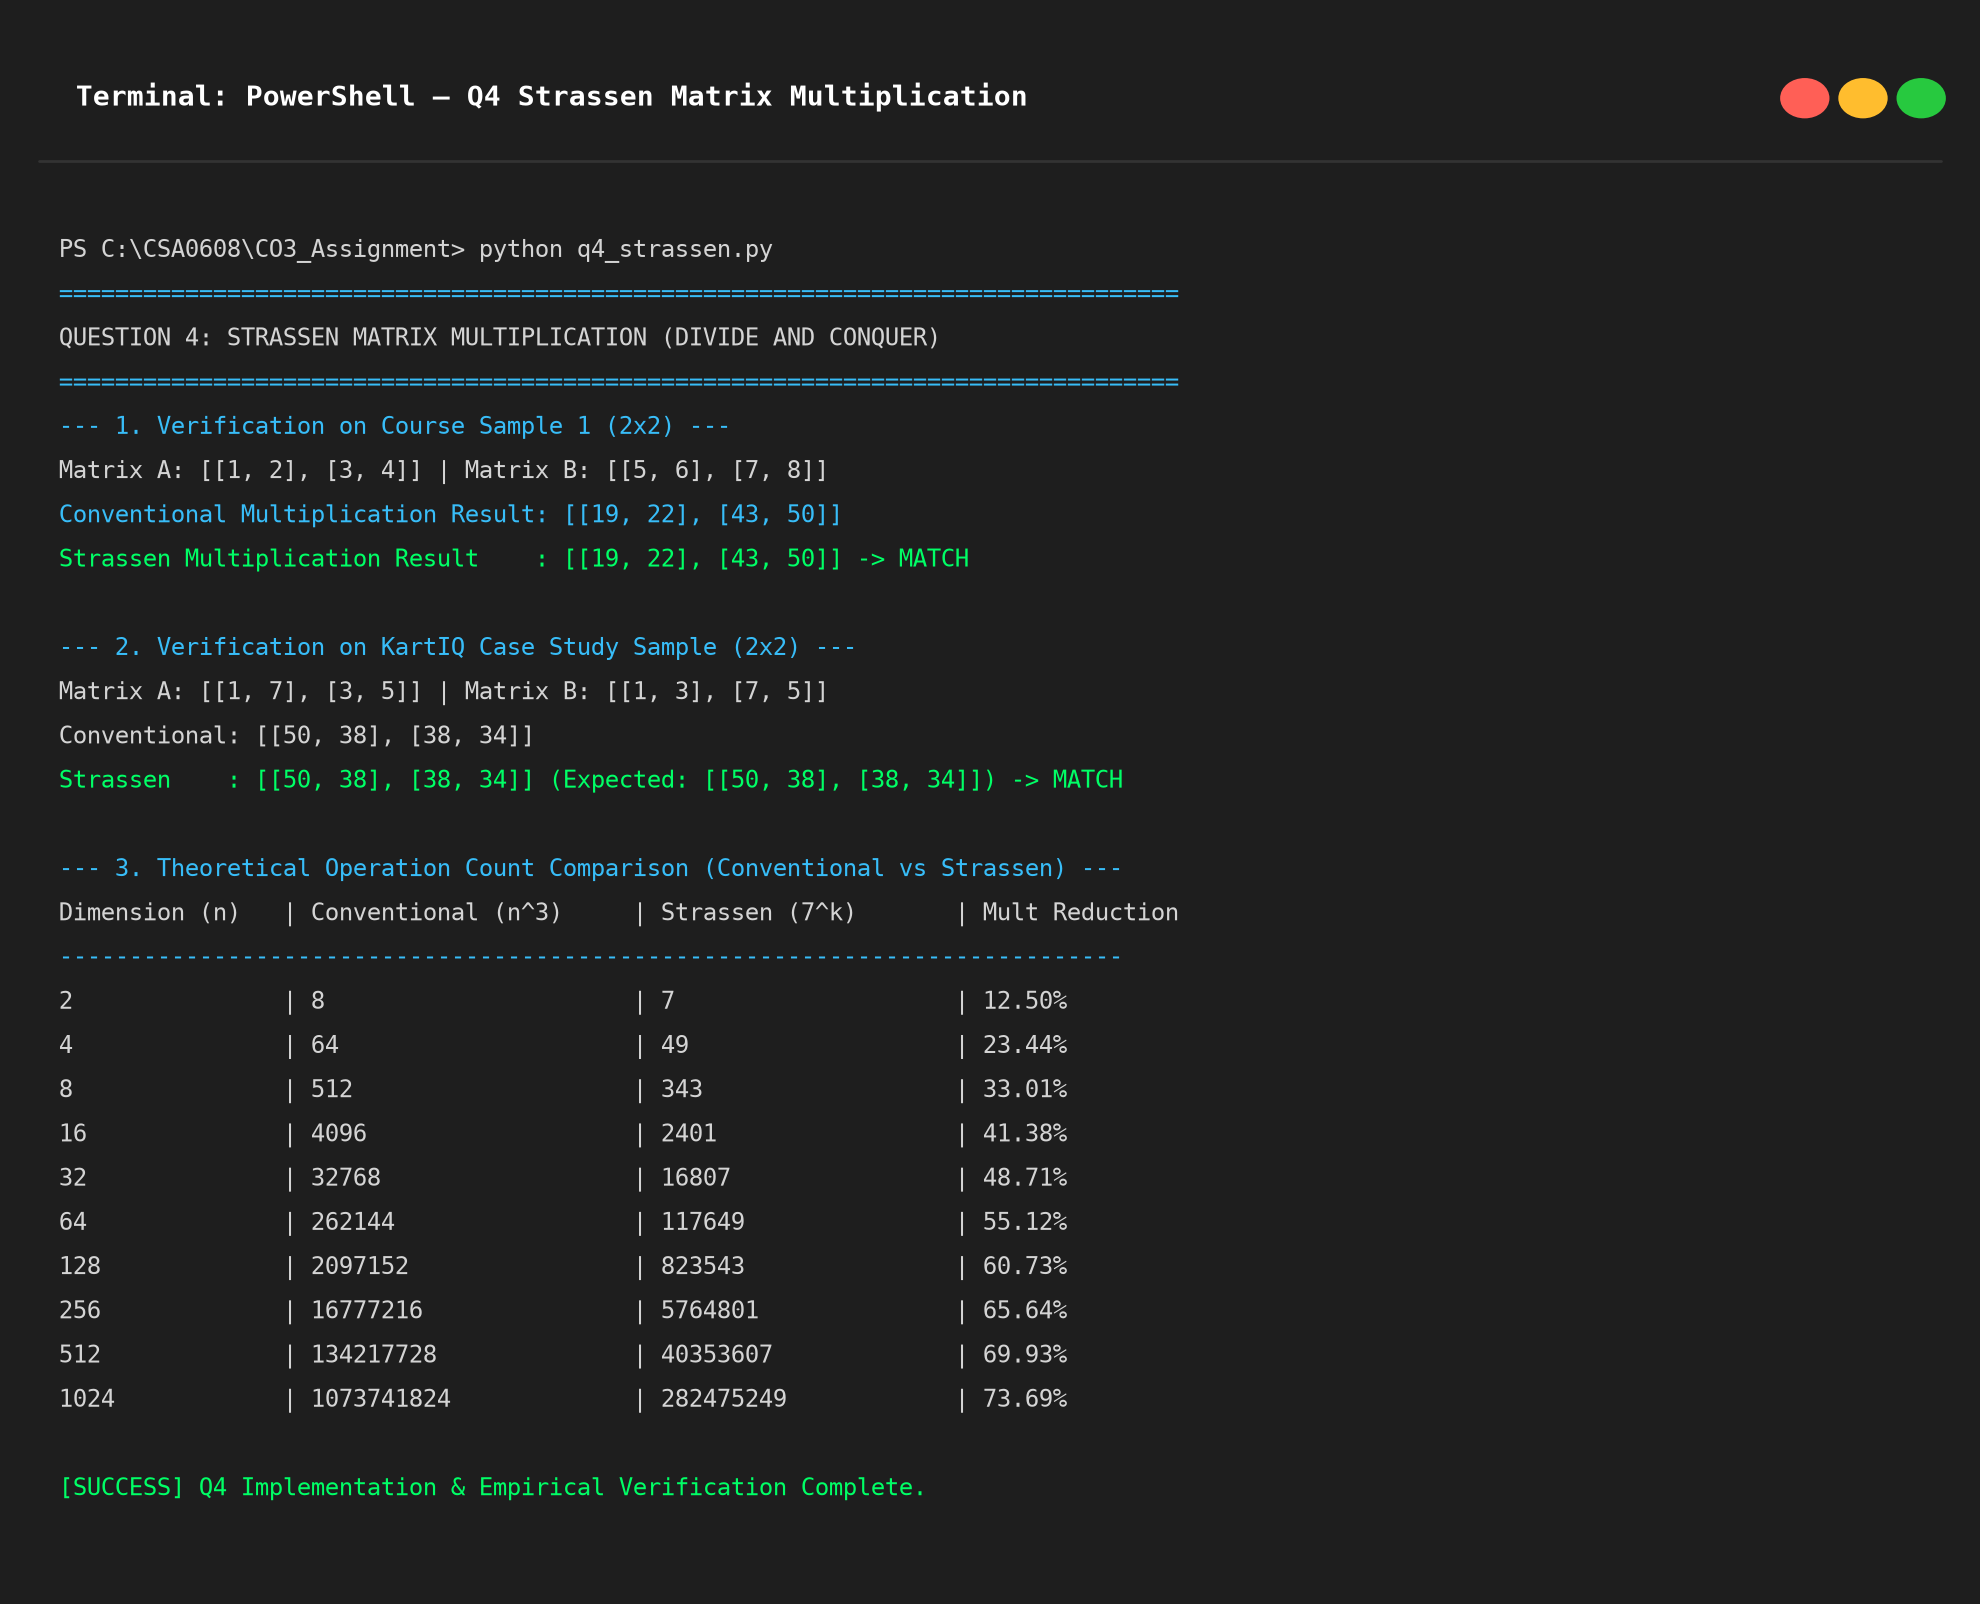 Terminal: PowerShell — Q4 Strassen Matrix Multiplication
PS C:\CSA0608\CO3_Assignment> python q4_strassen.py
================================================================================
QUESTION 4: STRASSEN MATRIX MULTIPLICATION (DIVIDE AND CONQUER)
================================================================================
--- 1. Verification on Course Sample 1 (2x2) ---
Matrix A: [[1, 2], [3, 4]] | Matrix B: [[5, 6], [7, 8]]
Conventional Multiplication Result: [[19, 22], [43, 50]]
Strassen Multiplication Result    : [[19, 22], [43, 50]] -> MATCH
--- 2. Verification on KartIQ Case Study Sample (2x2) ---
Matrix A: [[1, 7], [3, 5]] | Matrix B: [[1, 3], [7, 5]]
Conventional: [[50, 38], [38, 34]]
Strassen    : [[50, 38], [38, 34]] (Expected: [[50, 38], [38, 34]]) -> MATCH
--- 3. Theoretical Operation Count Comparison (Conventional vs Strassen) ---
Dimension (n)   | Conventional (n^3)     | Strassen (7^k)       | Mult Reduction
----------------------------------------------------------------------------
2               | 8                      | 7                    | 12.50%
4               | 64                     | 49                   | 23.44%
8               | 512                    | 343                  | 33.01%
16              | 4096                   | 2401                 | 41.38%
32              | 32768                  | 16807                | 48.71%
64              | 262144                 | 117649               | 55.12%
128             | 2097152                | 823543               | 60.73%
256             | 16777216               | 5764801              | 65.64%
512             | 134217728              | 40353607             | 69.93%
1024            | 1073741824             | 282475249            | 73.69%
[SUCCESS] Q4 Implementation & Empirical Verification Complete.